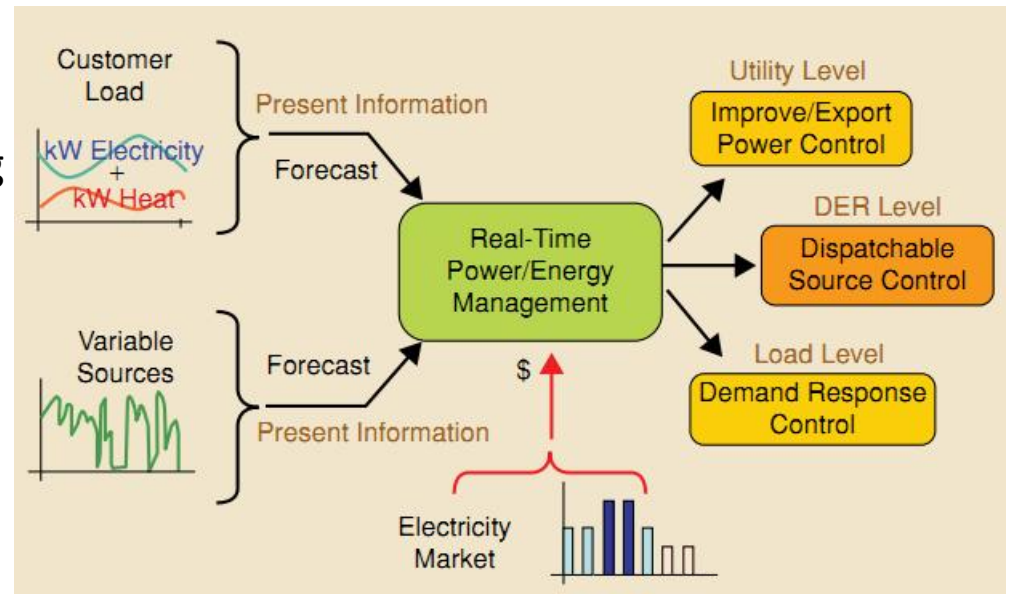 Customer
Load
kW Electricity
+
kW Heat
Present Information
Forecast
Variable
Sources
Forecast
Present Information
Real-Time
Power/Energy
Management
$
Electricity
Market
Utility Level
Improve/Export
Power Control
DER Level
Dispatchable
Source Control
Load Level
Demand Response
Control
g